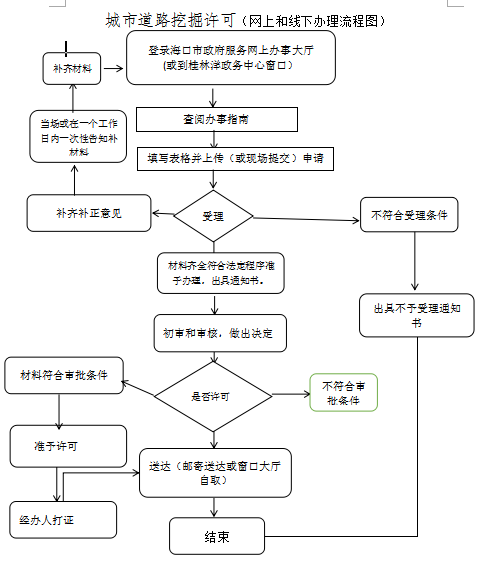 城市道路挖掘许可（网上和线下办理流程图）
登录海口市政府服务网上办事大厅
(或到桂林洋政务中心窗口）
补齐材料
查阅办事指南
当场或在一个工作
日内一次性告知补
材料
填写表格并上传（或现场提交）申请
补齐补正意见
受理
不符合受理条件
材料齐全符合法定程序准
予办理，出具通知书。
出具不予受理通知
书
初审和审核，做出决定
材料符合审批条件
是否许可
不符合审
批条件
准予许可
送达（邮寄送达或窗口大厅
自取）
经办人打证
结束